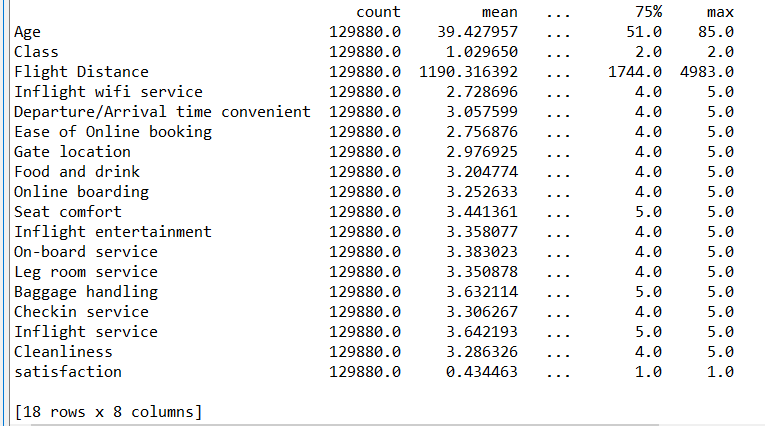 count mean ... 75% max
Age 129880.0 39.427957 ... 51.0 85.0
Class 129880.0 1.029650 ... 2.0 2.0
Flight Distance 129880.0 1190.316392 ... 1744.0 4983.0
Inflight wifi service 129880.0 2.728696 ... 4.0 5.0
Departure/Arrival time convenient 129880.0 3.057599 ... 4.0 5.0
Ease of Online booking 129880.0 2.756876 ... 4.0 5.0
Gate location 129880.0 2.976925 ... 4.0 5.0
Food and drink 129880.0 3.204774 ... 4.0 5.0
Online boarding 129880.0 3.252633 ... 4.0 5.0
Seat comfort 129880.0 3.441361 ... 5.0 5.0
Inflight entertainment 129880.0 3.358077 ... 4.0 5.0
On-board service 129880.0 3.383023 ... 4.0 5.0
Leg room service 129880.0 3.350878 ... 4.0 5.0
Baggage handling 129880.0 3.632114 ... 5.0 5.0
Checkin service 129880.0 3.306267 ... 4.0 5.0
Inflight service 129880.0 3.642193 ... 5.0 5.0
Cleanliness 129880.0 3.286326 ... 4.0 5.0
satisfaction 129880.0 0.434463 ... 1.0 1.0
[18 rows x 8 columns]